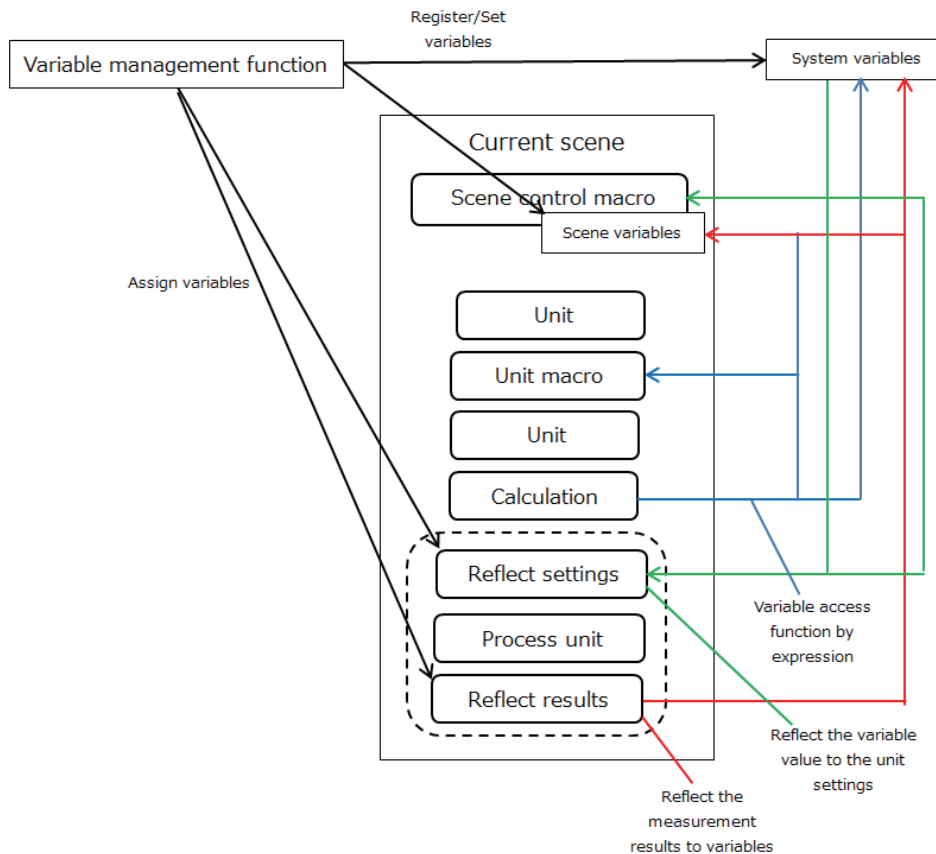 Register/Set
variables
Variable management function
System variables
Current scene
Scene control macro
Scene variables
Assign variables
Unit
Unit macro
Unit
Calculation
Reflect settings
Process unit
Reflect results
Variable access
function by
expression
Reflect the variable
value to the unit
settings
Reflect the
measurement
results to variables